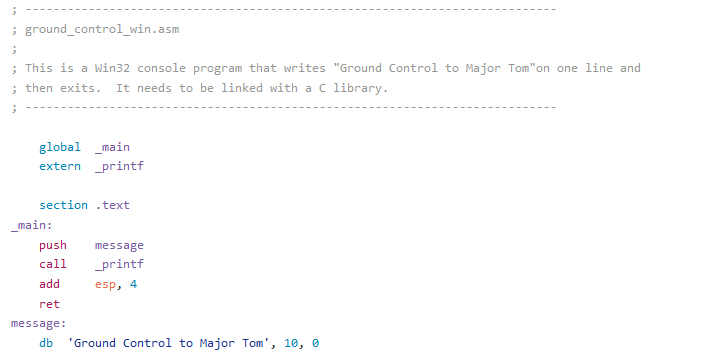 ; ----------------------------------------------------------------------------
; ground_control_win.asm
;
; This is a Win32 console program that writes "Ground Control to Major Tom"on one line and
; then exits.  It needs to be linked with a C library.
; ----------------------------------------------------------------------------

    global  _main
    extern  _printf

    section .text
_main:
    push    message
    call    _printf
    add     esp, 4
    ret
message:
    db  'Ground Control to Major Tom', 10, 0